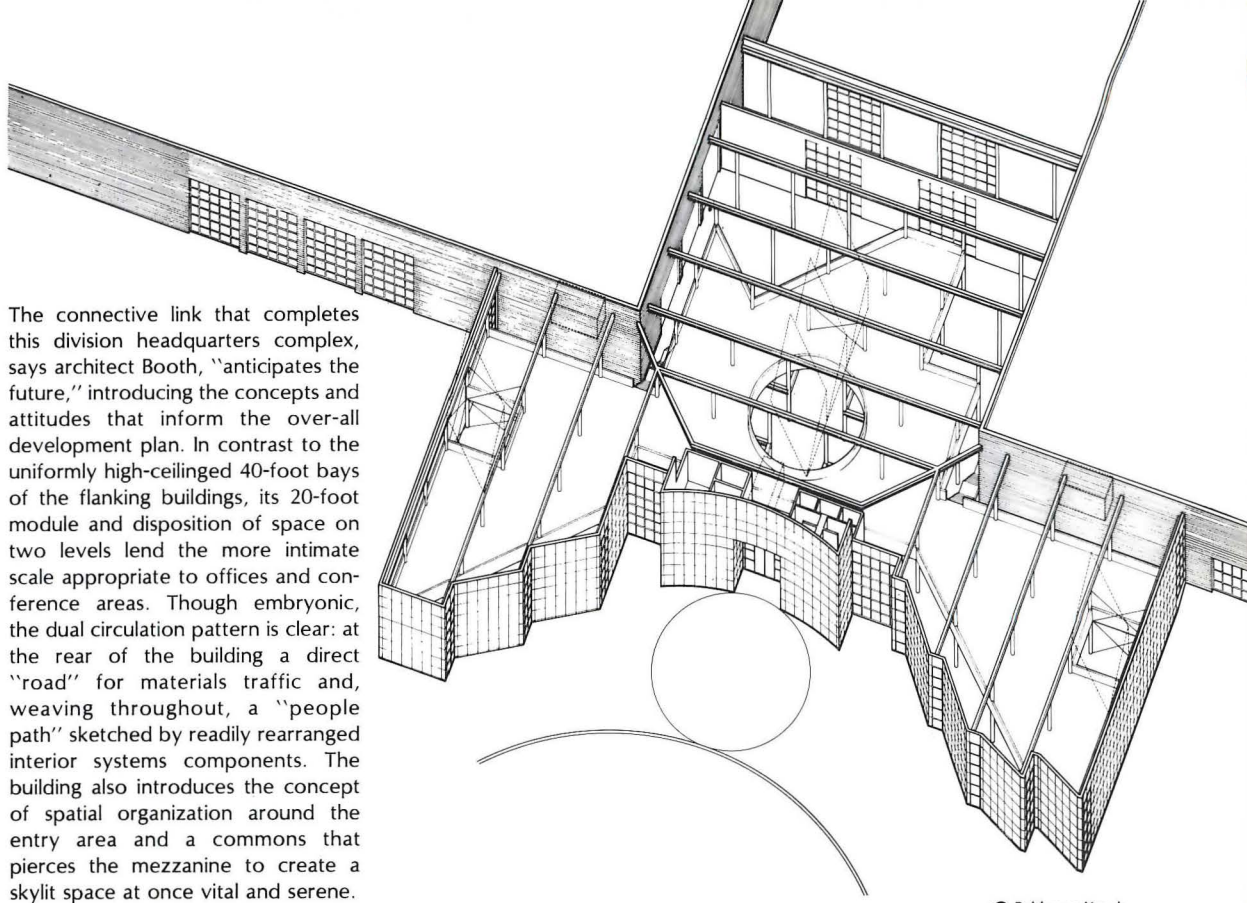 The connective link that completes
this division headquarters complex,
says architect Booth, ``anticipates the
future,'' introducing the concepts and
attitudes that inform the over-all
development plan. In contrast to the
uniformly high-ceilinged 40-foot bays
of the flanking buildings, its 20-foot
module and disposition of space on
two levels lend the more intimate
scale appropriate to offices and con-
ference areas. Though embryonic,
the dual circulation pattern is clear: at
the rear of the building a direct
``road'' for materials traffic and,
weaving throughout, a ``people
path'' sketched by readily rearranged
interior systems components. The
building also introduces the concept
of spatial organization around the
entry area and a commons that
pierces the mezzanine to create a
skylit space at once vital and serene.